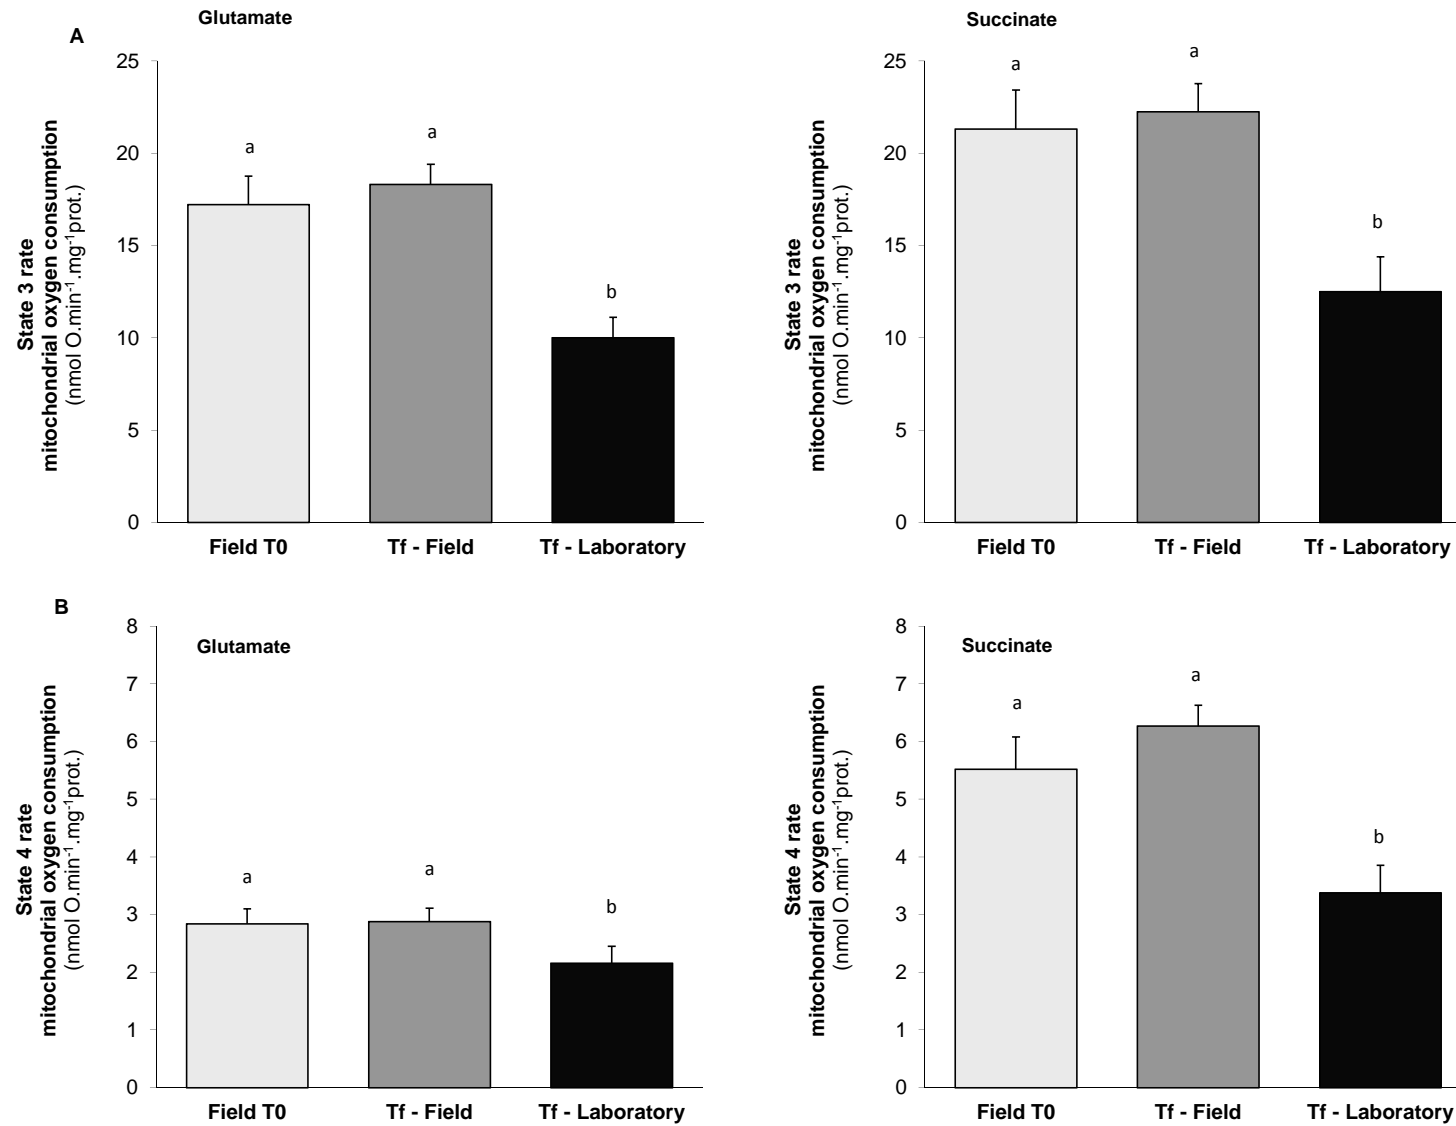 A
Glutamate
State 3 rate
mitochondrial oxygen consumption
(nmol O.min⁻¹.mg⁻¹prot.)
25
20
15
10
5
0
a
a
b
Field T0 Tf - Field Tf - Laboratory
Succinate
State 3 rate
mitochondrial oxygen consumption
(nmol O.min⁻¹.mg⁻¹prot.)
25
20
15
10
5
0
a
a
b
Field T0 Tf - Field Tf - Laboratory
B
Glutamate
State 4 rate
mitochondrial oxygen consumption
(nmol O.min⁻¹.mg⁻¹prot.)
8
7
6
5
4
3
2
1
0
a
a
b
Field T0 Tf - Field Tf - Laboratory
Succinate
State 4 rate
mitochondrial oxygen consumption
(nmol O.min⁻¹.mg⁻¹prot.)
8
7
6
5
4
3
2
1
0
a
a
b
Field T0 Tf - Field Tf - Laboratory